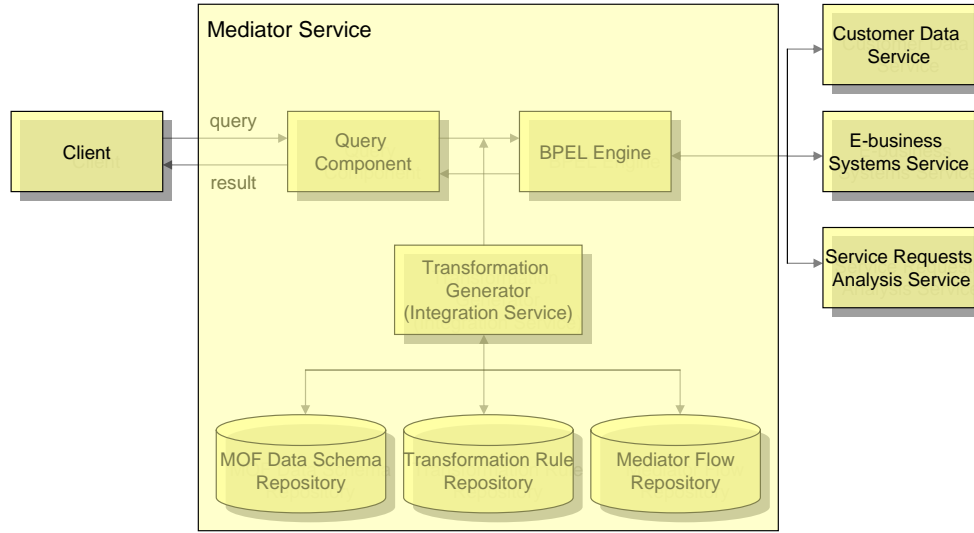 Mediator Service
Customer Data
Service
query
Client
Query
Component
BPEL Engine
E-business
Systems Service
result
Transformation
Generator
(Integration Service)
Service Requests
Analysis Service
MOF Data Schema
Repository
Transformation Rule
Repository
Mediator Flow
Repository